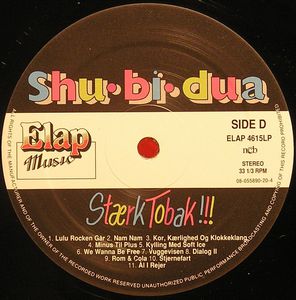 Shu•bi•dua
Elap
Music
SIDE D
ELAP 4615LP
ncb
STEREO
33 1/3 RPM
08-055890-20-4
Stærk Tobak!!!
1. Lulu Rocken Går 2. Nam Nam 3. Kor, Kærlighed Og Klokkeklang
4. Minus Til Plus 5. Kylling Med Soft Ice
6. We Wanna Be Free 7. Vuggevisen 8. Dialog II
9. Rom & Cola 10. Stjernefart
11. Al I Rejer
ALL RIGHTS OF THE MANUFACTURER AND OF THE OWNER OF THE RECORDED WORK RESERVED UNAUTHORIZED PUBLIC PERFORMANCE BROADCASTING AND COPYING OF THIS RECORD PROHIBITED